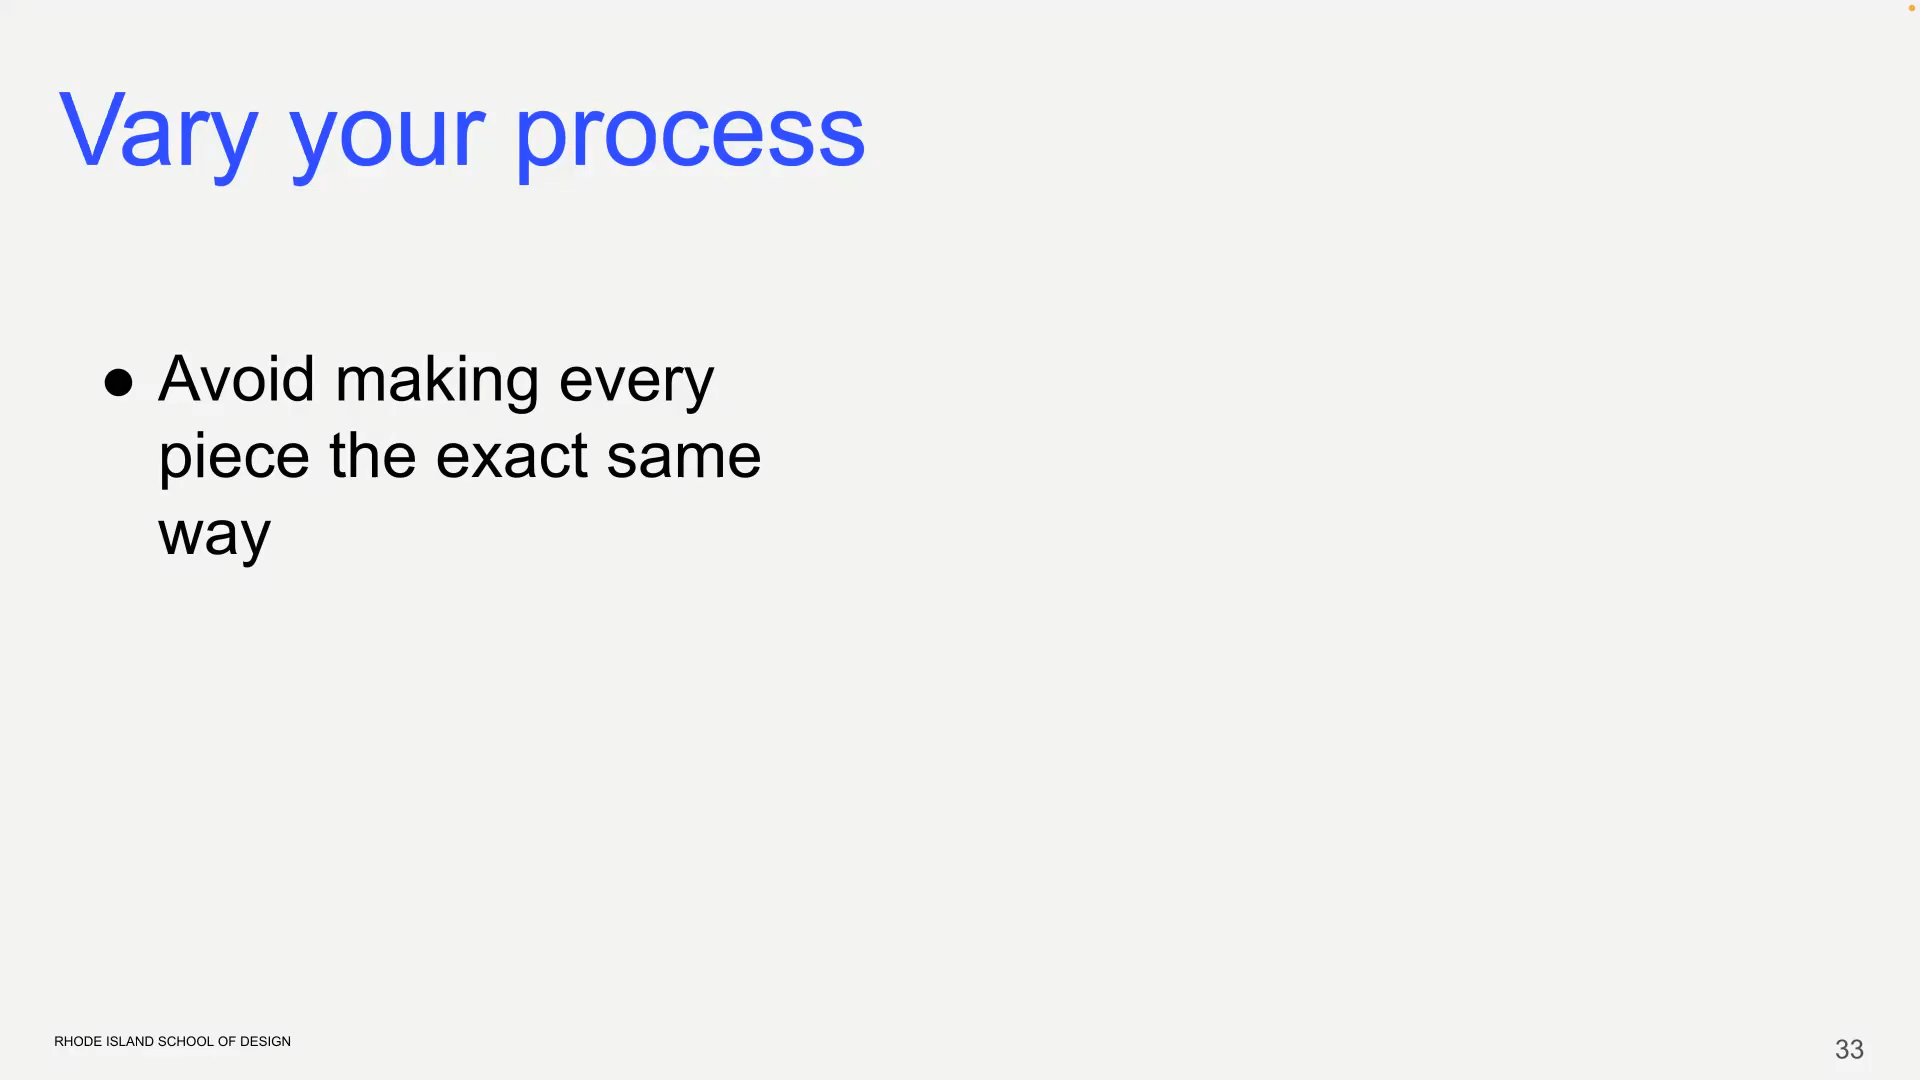 Vary your process
● Avoid making every
piece the exact same
way
RHODE ISLAND SCHOOL OF DESIGN
33